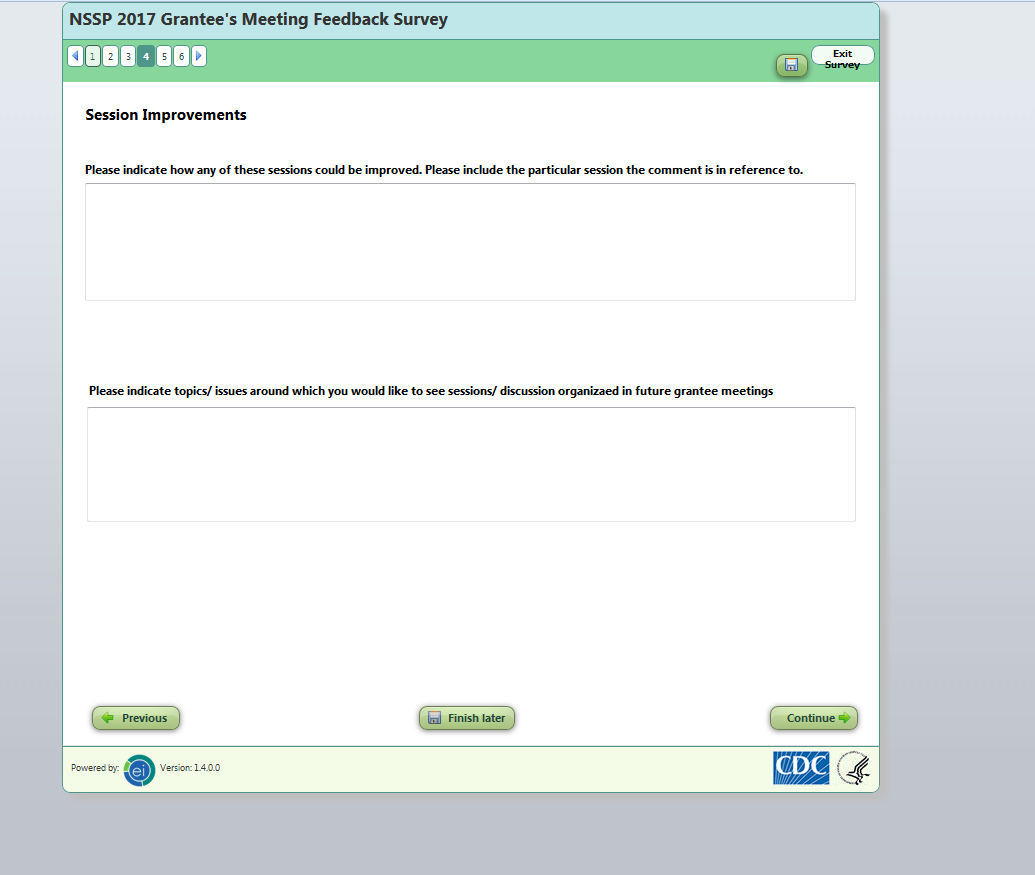 NSSP 2017 Grantee's Meeting Feedback Survey
1 2 3 4 5 6
Exit
Survey
Session Improvements
Please indicate how any of these sessions could be improved. Please include the particular session the comment is in reference to.
Please indicate topics/ issues around which you would like to see sessions/ discussion organizaed in future grantee meetings
Previous Finish later Continue
Powered by: ei Version: 1.4.0.0 CDC